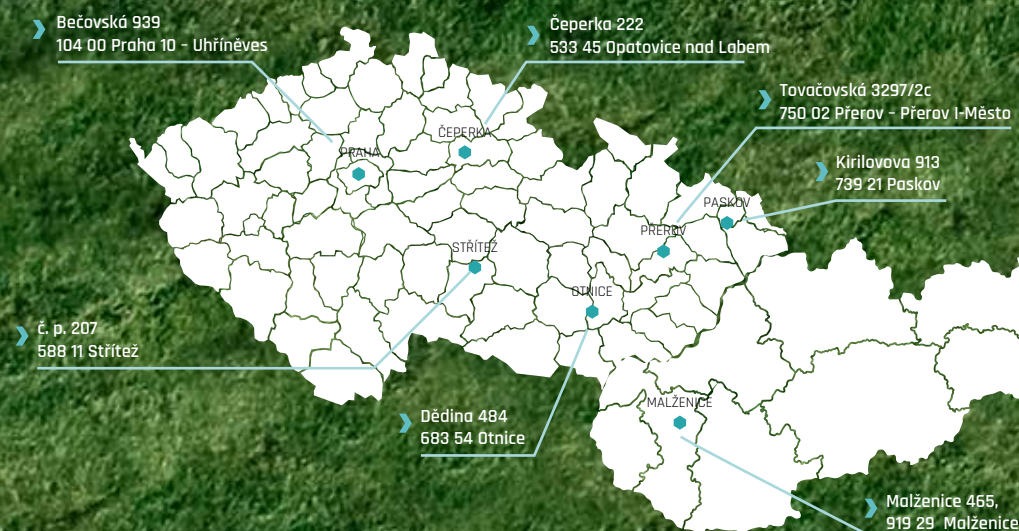 Bečovská 939
104 00 Praha 10 - Uhříněves
Čeperka 222
533 45 Opatovice nad Labem
Tovačovská 3297/2c
750 02 Přerov - Přerov I-Město
Kirilovova 913
739 21 Paskov
ČEPERKA
PRAHA
PASKOV
PŘEROV
STŘÍTEŽ
OTNICE
č. p. 207
588 11 Střítež
MALŽENICE
Dědina 484
683 54 Otnice
Malženice 465,
919 29 Malženice